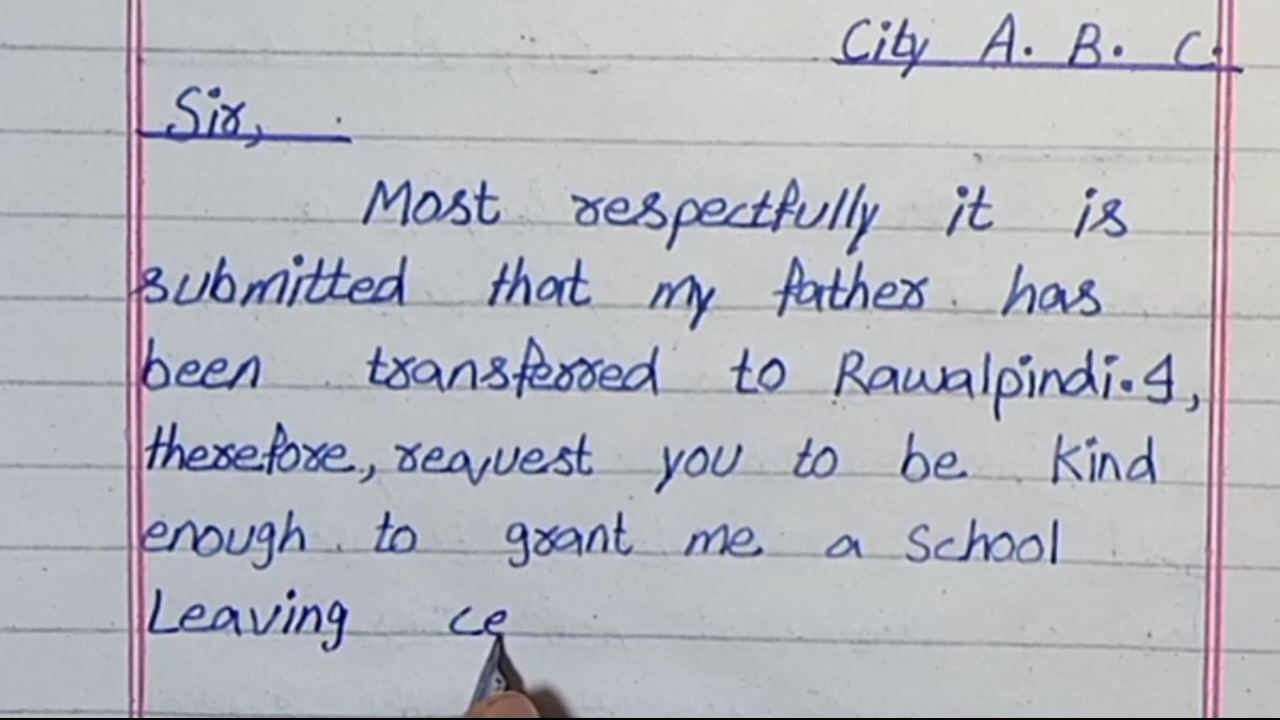 City A. B. C.
Sir,
Most respectfully it is
submitted that my father has
been transferred to Rawalpindi. I,
therefore, request you to be kind
enough to grant me a School
Leaving ce